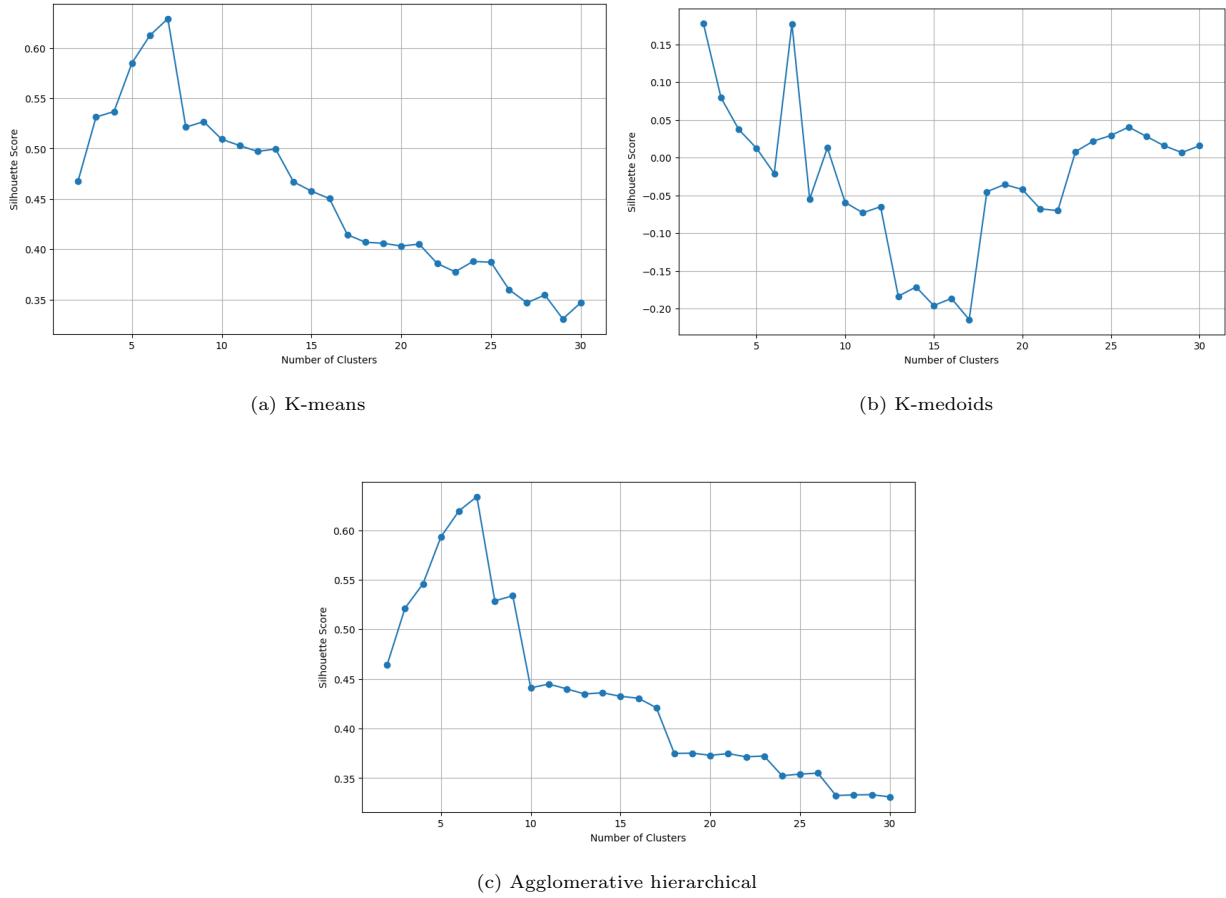 0.60
0.55
0.50
0.45
0.40
0.35
Silhouette Score
5 10 15 20 25 30
Number of Clusters
(a) K-means
0.15
0.10
0.05
0.00
−0.05
−0.10
−0.15
−0.20
Silhouette Score
5 10 15 20 25 30
Number of Clusters
(b) K-medoids
0.60
0.55
0.50
0.45
0.40
0.35
Silhouette Score
5 10 15 20 25 30
Number of Clusters
(c) Agglomerative hierarchical